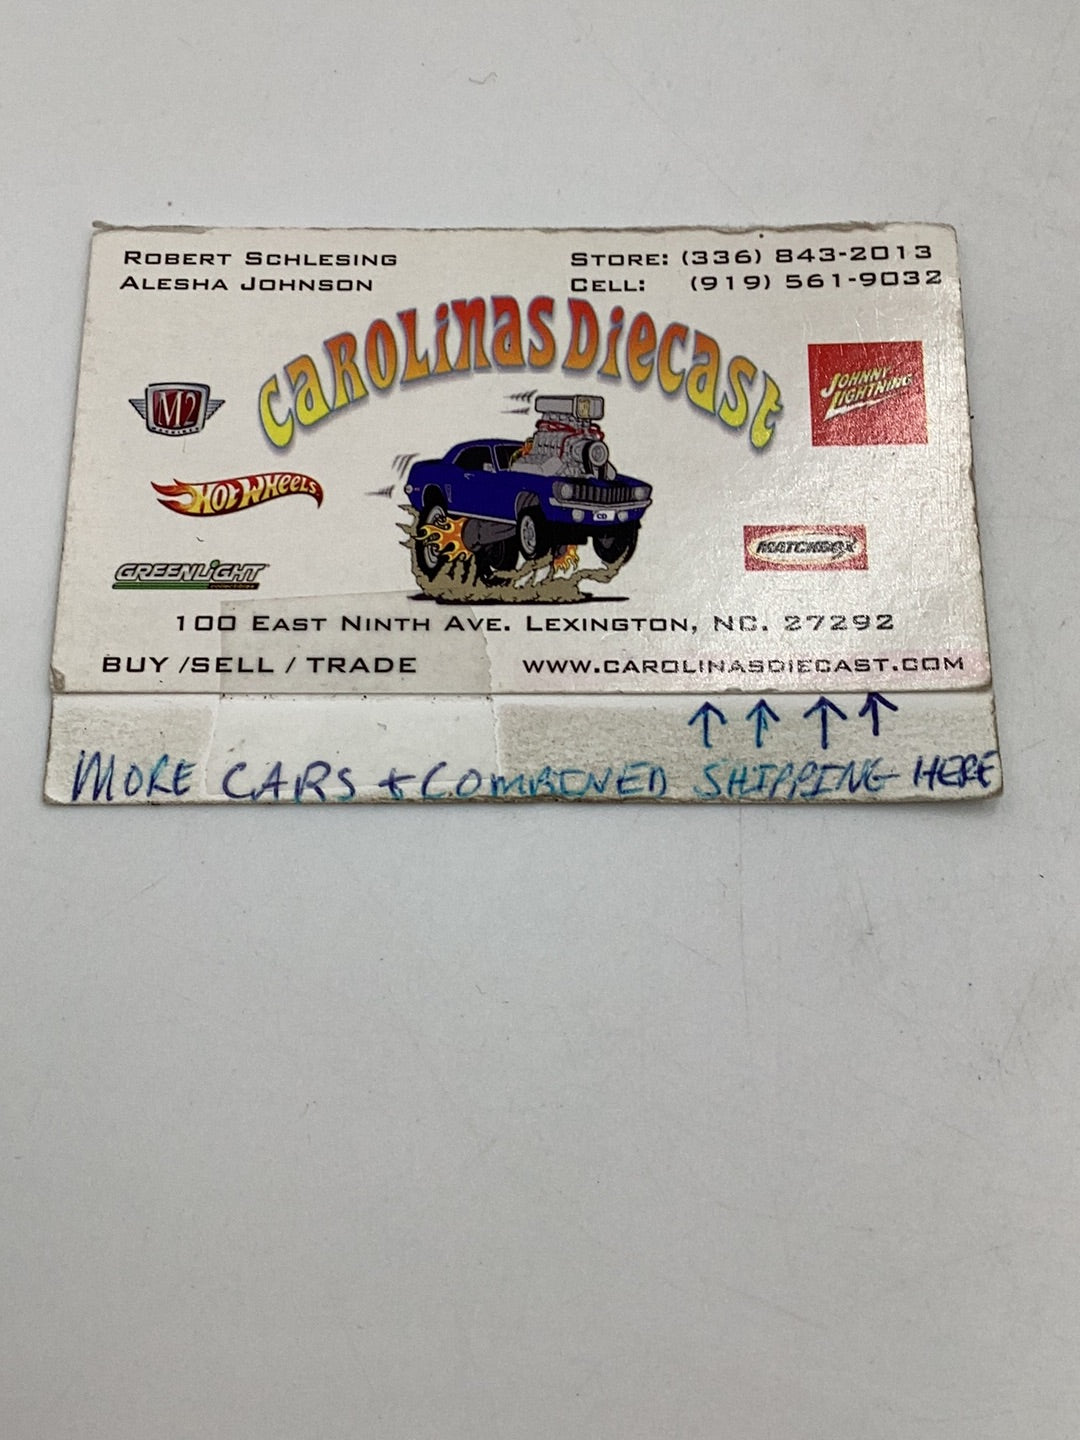 ROBERT SCHLESING
ALESHA JOHNSON
STORE: (336) 843-2013
CELL: (919) 561-9032
CAROLINAS DIECAST
M2
MACHINES
JOHNNY
LIGHTNING
HOT WHEELS
CD
MATCHBOX
GREENLIGHT
100 EAST NINTH AVE. LEXINGTON, NC. 27292
BUY /SELL / TRADE
WWW.CAROLINASDIECAST.COM
↑ ↑ ↑ ↑
MORE CARS + COMBINED SHIPPING HERE